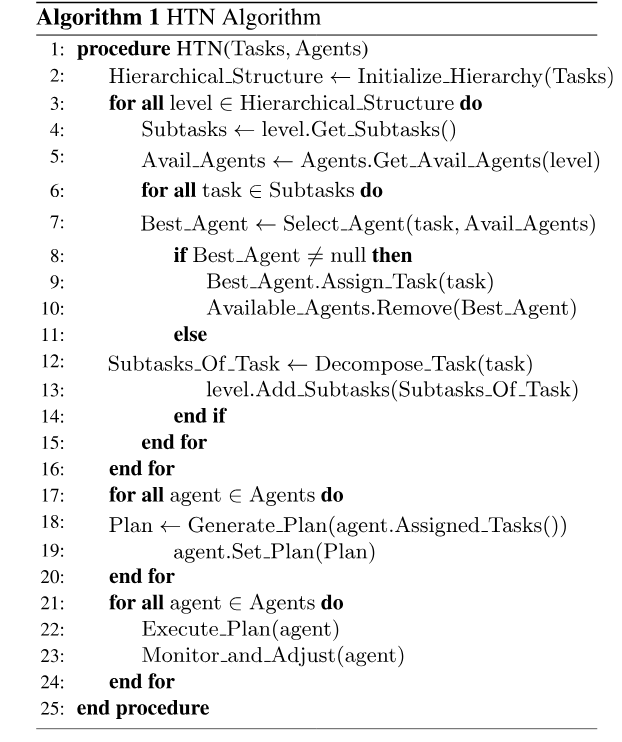 Algorithm 1 HTN Algorithm
1: procedure HTN(Tasks, Agents)
2: Hierarchical_Structure ← Initialize_Hierarchy(Tasks)
3: for all level ∈ Hierarchical_Structure do
4: Subtasks ← level.Get_Subtasks()
5: Avail_Agents ← Agents.Get_Avail_Agents(level)
6: for all task ∈ Subtasks do
7: Best_Agent ← Select_Agent(task, Avail_Agents)
8: if Best_Agent ≠ null then
9: Best_Agent.Assign_Task(task)
10: Available_Agents.Remove(Best_Agent)
11: else
12: Subtasks_Of_Task ← Decompose_Task(task)
13: level.Add_Subtasks(Subtasks_Of_Task)
14: end if
15: end for
16: end for
17: for all agent ∈ Agents do
18: Plan ← Generate_Plan(agent.Assigned_Tasks())
19: agent.Set_Plan(Plan)
20: end for
21: for all agent ∈ Agents do
22: Execute_Plan(agent)
23: Monitor_and_Adjust(agent)
24: end for
25: end procedure